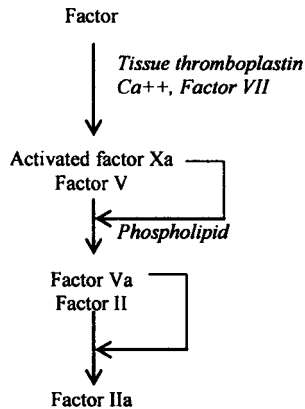 Factor
Tissue thromboplastin
Ca++, Factor VII
Activated factor Xa
Factor V
Phospholipid
Factor Va
Factor II
Factor IIa